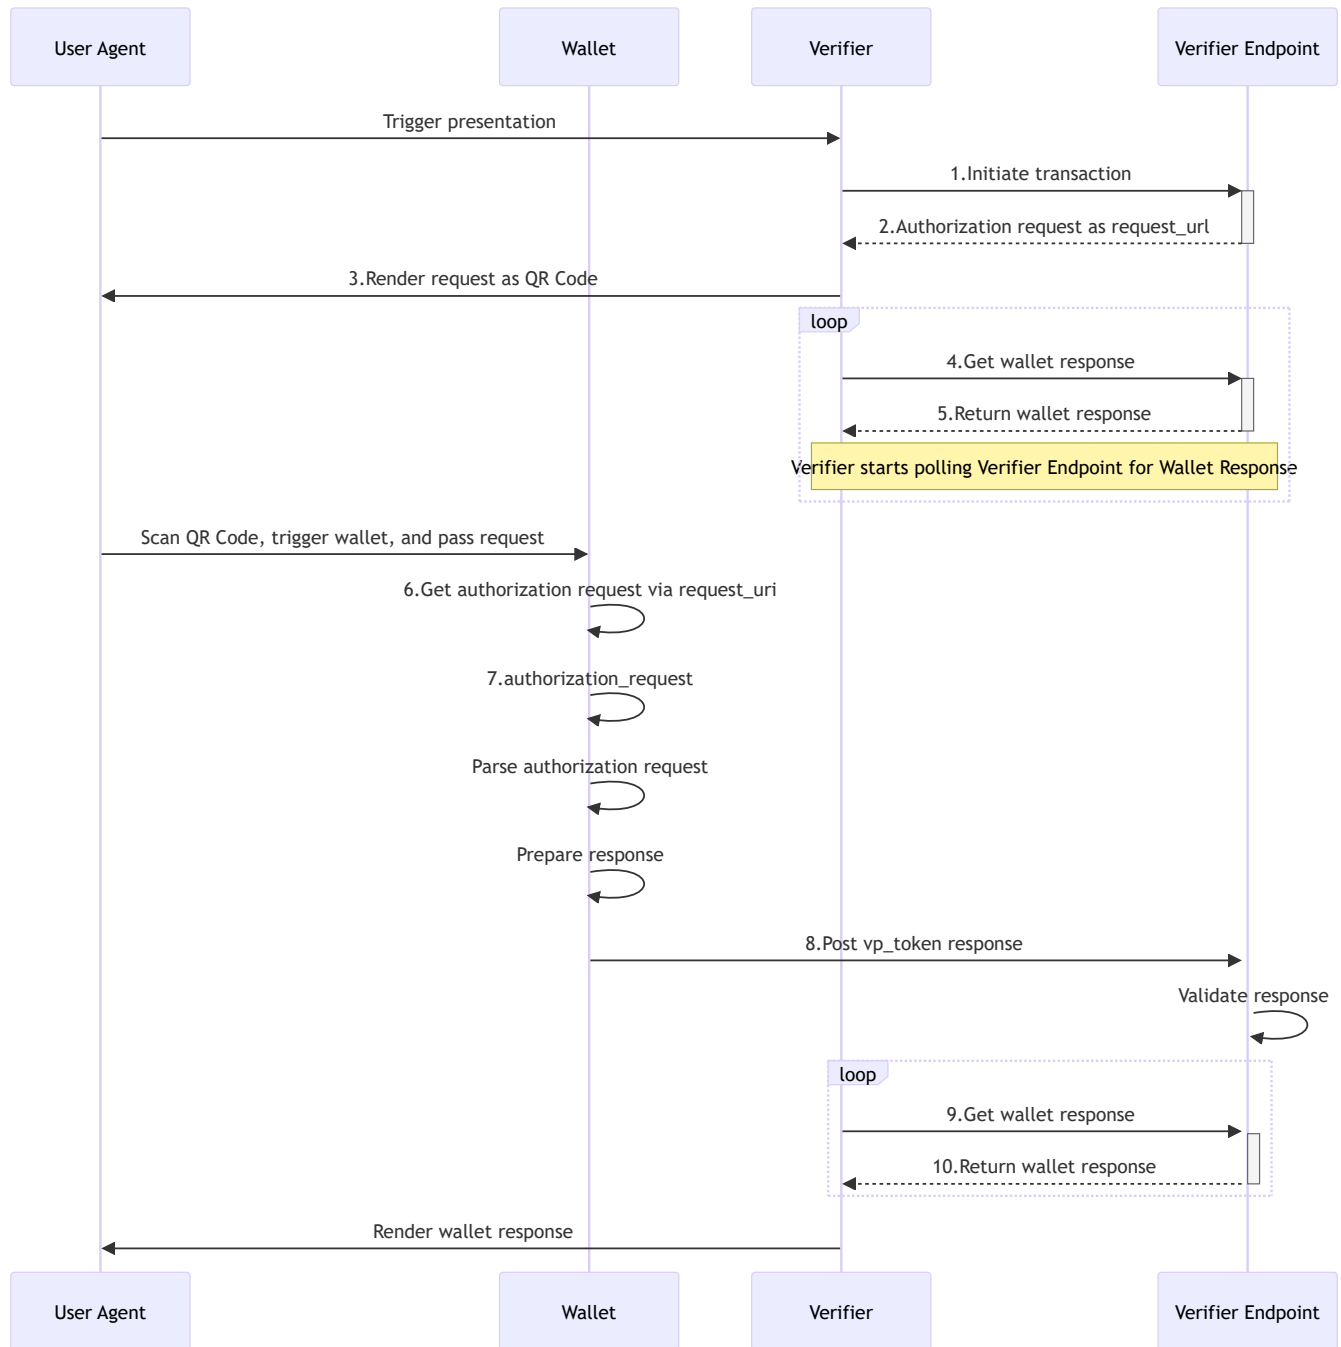 User Agent
Wallet
Verifier
Verifier Endpoint
Trigger presentation
1.Initiate transaction
2.Authorization request as request_url
3.Render request as QR Code
loop
4.Get wallet response
5.Return wallet response
Verifier starts polling Verifier Endpoint for Wallet Response
Scan QR Code, trigger wallet, and pass request
6.Get authorization request via request_uri
7.authorization_request
Parse authorization request
Prepare response
8.Post vp_token response
Validate response
loop
9.Get wallet response
10.Return wallet response
Render wallet response
User Agent
Wallet
Verifier
Verifier Endpoint